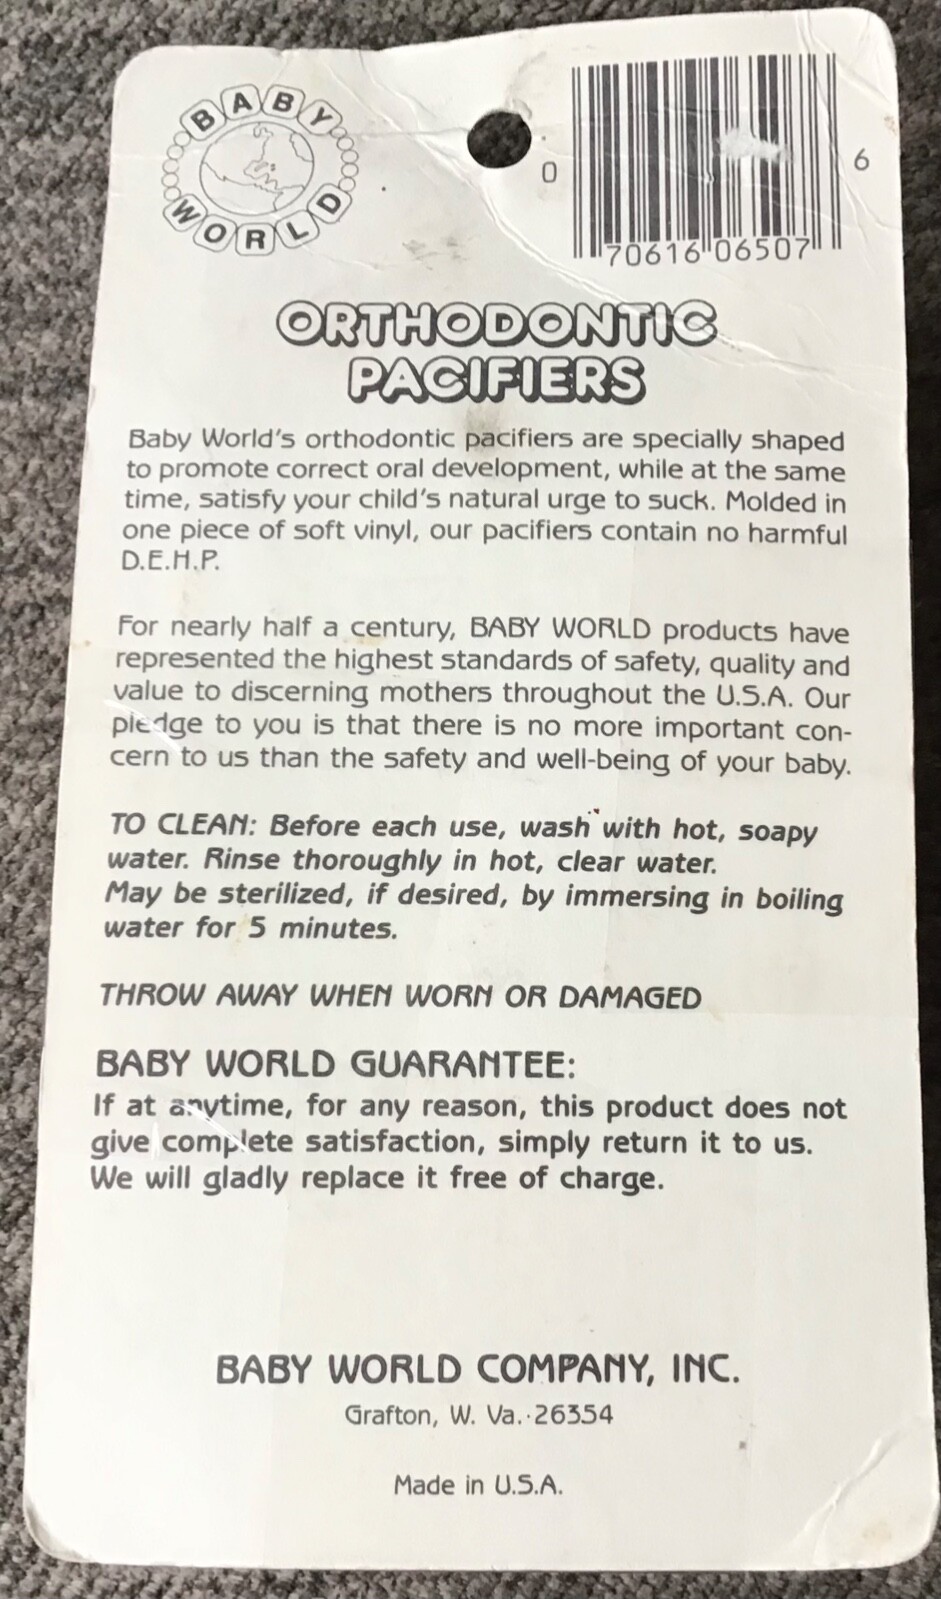 BABY
WORLD
0 70616 06507 6
ORTHODONTIC
PACIFIERS
Baby World's orthodontic pacifiers are specially shaped
to promote correct oral development, while at the same
time, satisfy your child's natural urge to suck. Molded in
one piece of soft vinyl, our pacifiers contain no harmful
D.E.H.P.
For nearly half a century, BABY WORLD products have
represented the highest standards of safety, quality and
value to discerning mothers throughout the U.S.A. Our
pledge to you is that there is no more important con-
cern to us than the safety and well-being of your baby.
TO CLEAN: Before each use, wash with hot, soapy
water. Rinse thoroughly in hot, clear water.
May be sterilized, if desired, by immersing in boiling
water for 5 minutes.
THROW AWAY WHEN WORN OR DAMAGED
BABY WORLD GUARANTEE:
If at anytime, for any reason, this product does not
give complete satisfaction, simply return it to us.
We will gladly replace it free of charge.
BABY WORLD COMPANY, INC.
Grafton, W. Va. 26354
Made in U.S.A.